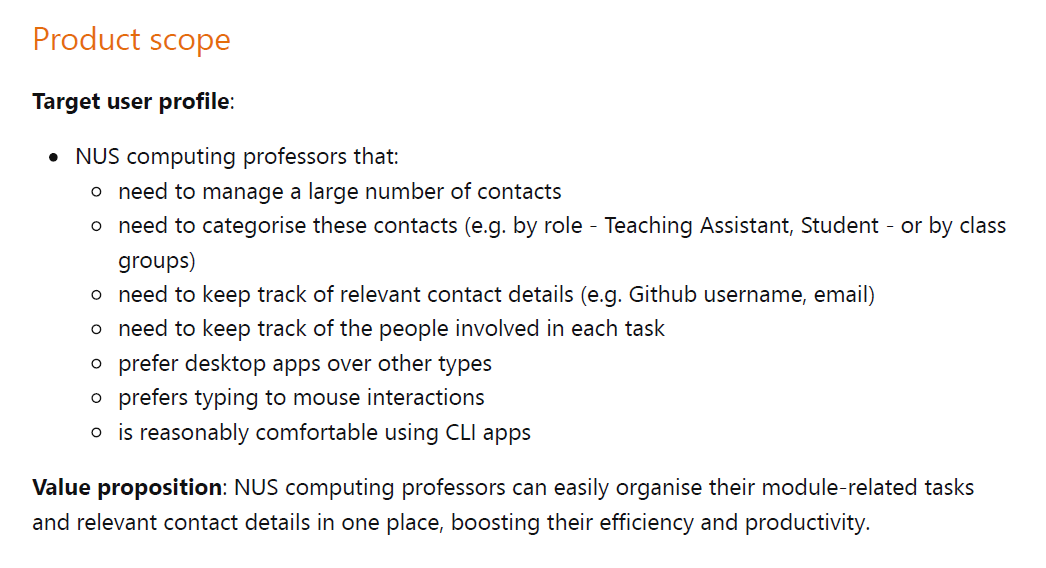 Product scope
Target user profile:
NUS computing professors that:
need to manage a large number of contacts
need to categorise these contacts (e.g. by role - Teaching Assistant, Student - or by class
groups)
need to keep track of relevant contact details (e.g. Github username, email)
need to keep track of the people involved in each task
prefer desktop apps over other types
prefers typing to mouse interactions
is reasonably comfortable using CLI apps
Value proposition: NUS computing professors can easily organise their module-related tasks
and relevant contact details in one place, boosting their efficiency and productivity.